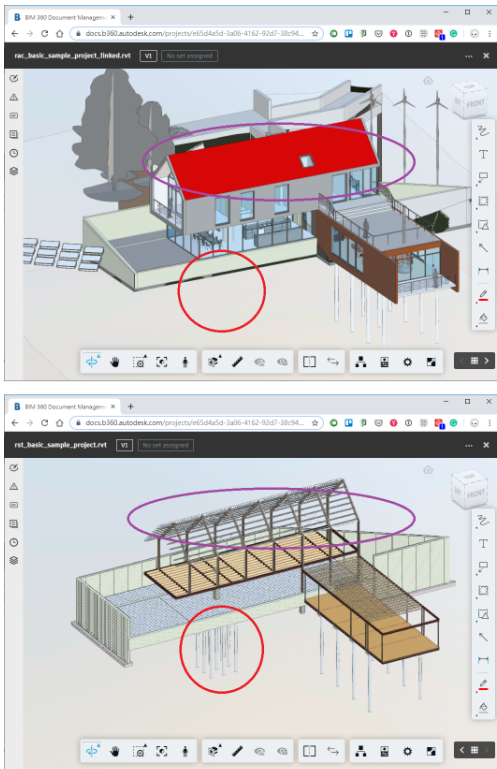 B BIM 360 Document Managem
docs.b360.autodesk.com/projects/e65d4a5d-3a06-4162-92d7-38c94...
rac_basic_sample_project_linked.rvt V1 No set assigned
TOP
FRONT
T
B BIM 360 Document Managem
docs.b360.autodesk.com/projects/e65d4a5d-3a06-4162-92d7-38c94...
rst_basic_sample_project.rvt V1 No set assigned
TOP
FRONT
T